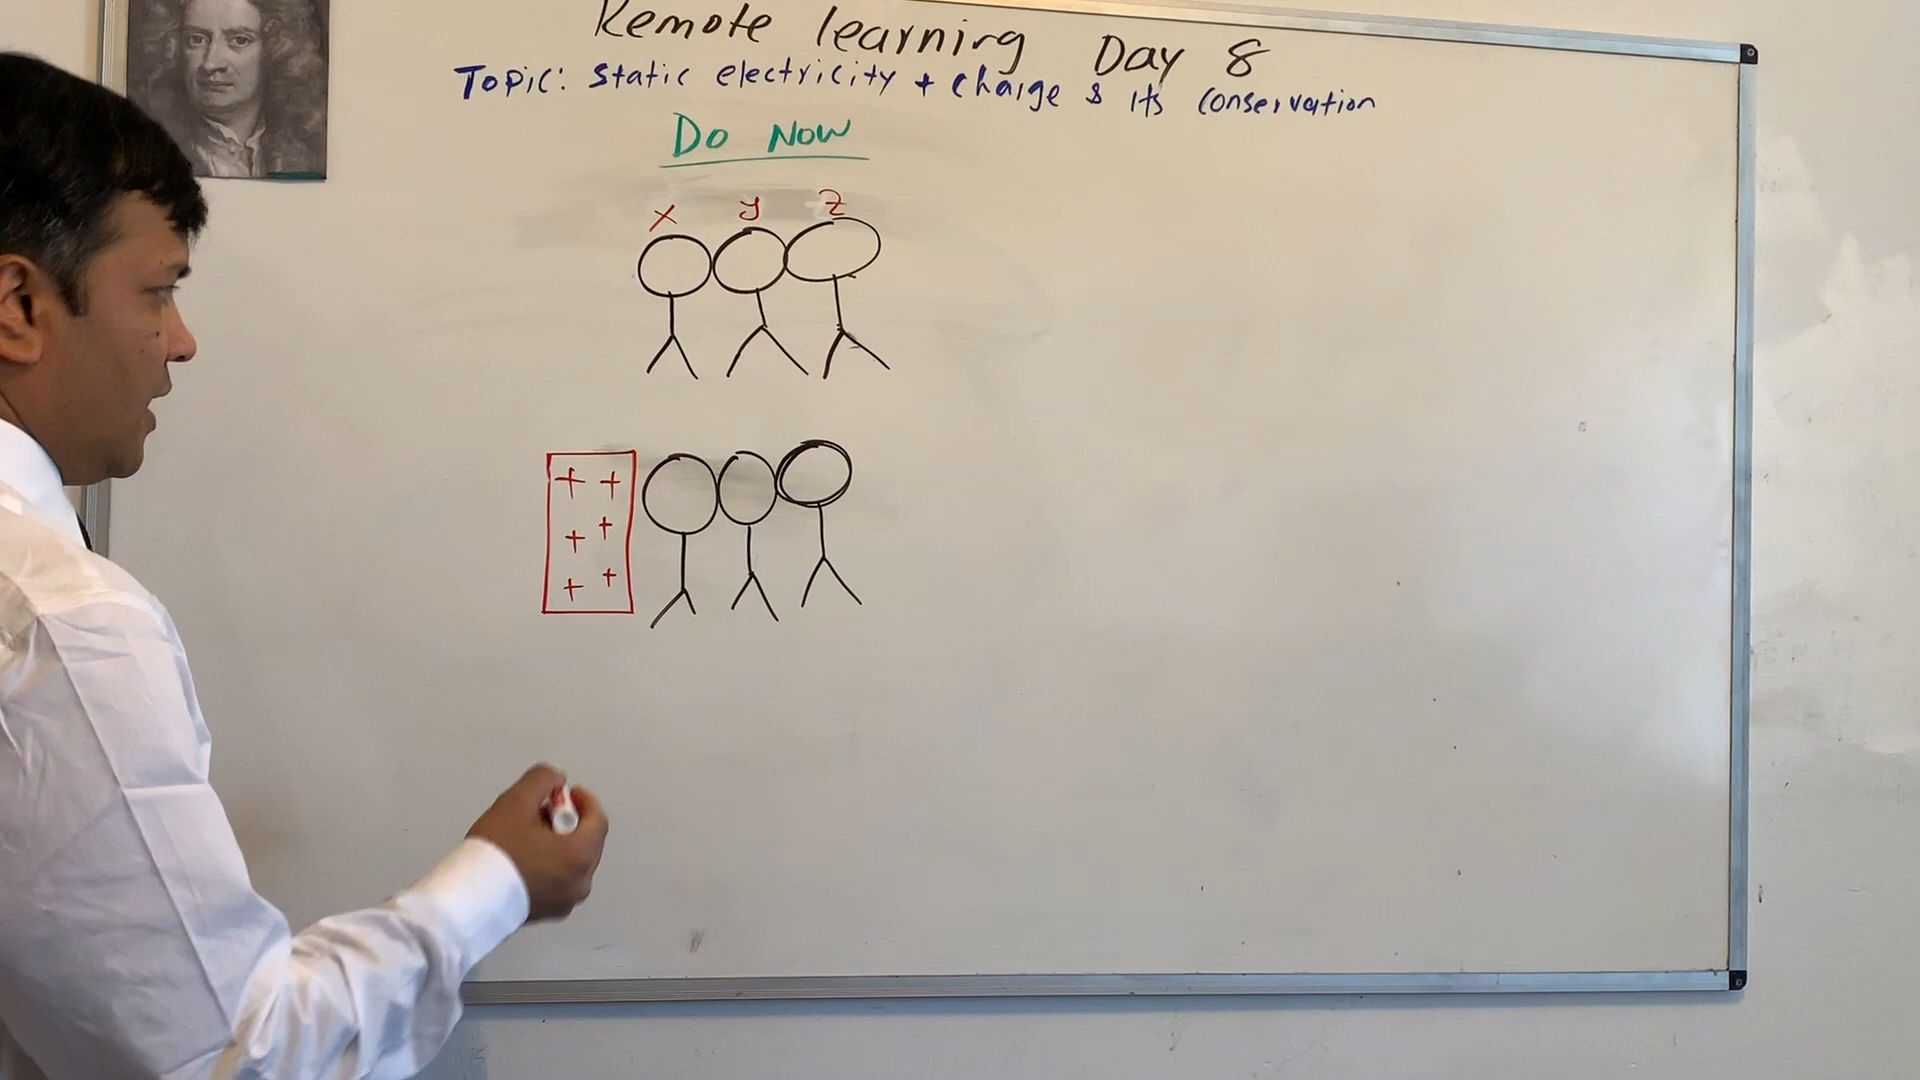 Remote learning Day 8
Topic: Static electricity + Charge & its Conservation
Do Now
X y Z
+ +
+ +
+ +